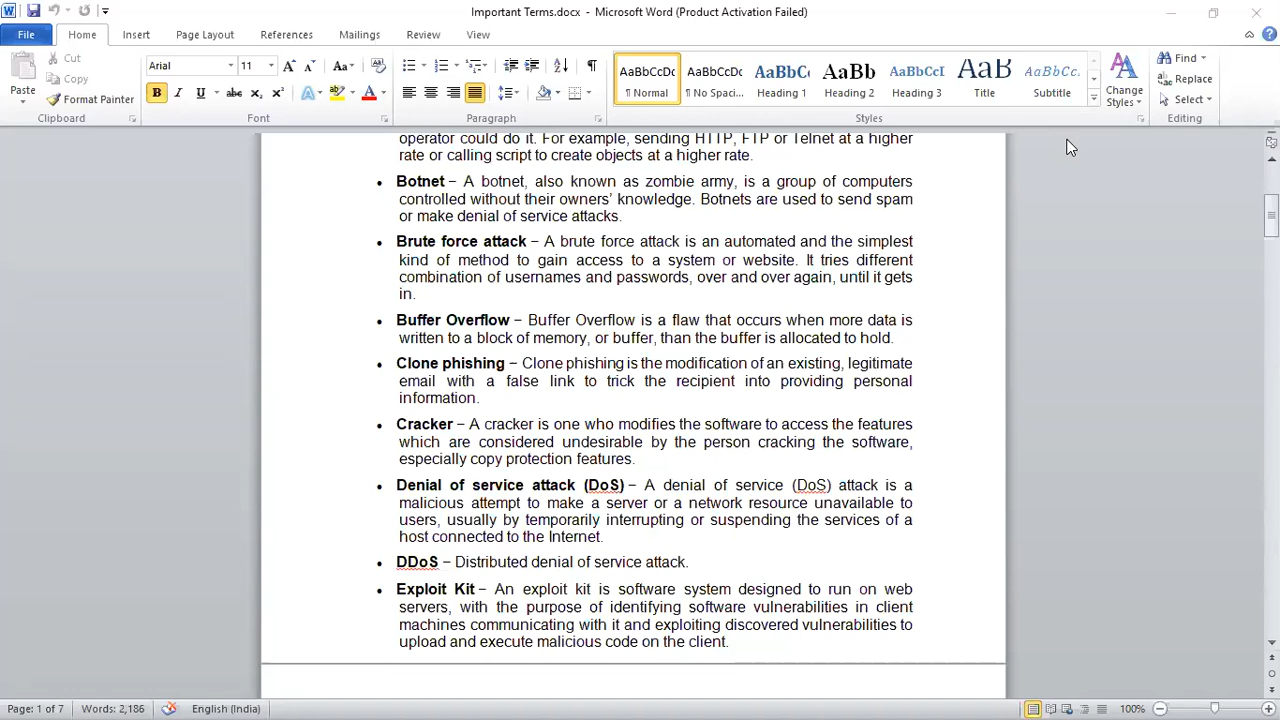 Important Terms.docx - Microsoft Word (Product Activation Failed)
File Home Insert Page Layout References Mailings Review View
Cut
Copy
Format Painter
Paste
Clipboard
Arial 11
B I U abc x₂ x² Aa A A
Font
Paragraph
AaBbCcDc AaBbCcDc AaBbCc AaBbCc AaBbCcI AaB AaBbCcI
¶ Normal ¶ No Spaci... Heading 1 Heading 2 Heading 3 Title Subtitle
Styles
Change
Styles
Find
Replace
Select
Editing
operator could do it. For example, sending HTTP, FTP or Telnet at a higher
rate or calling script to create objects at a higher rate.
• Botnet − A botnet, also known as zombie army, is a group of computers
controlled without their owners’ knowledge. Botnets are used to send spam
or make denial of service attacks.
• Brute force attack − A brute force attack is an automated and the simplest
kind of method to gain access to a system or website. It tries different
combination of usernames and passwords, over and over again, until it gets
in.
• Buffer Overflow − Buffer Overflow is a flaw that occurs when more data is
written to a block of memory, or buffer, than the buffer is allocated to hold.
• Clone phishing − Clone phishing is the modification of an existing, legitimate
email with a false link to trick the recipient into providing personal
information.
• Cracker − A cracker is one who modifies the software to access the features
which are considered undesirable by the person cracking the software,
especially copy protection features.
• Denial of service attack (DoS) − A denial of service (DoS) attack is a
malicious attempt to make a server or a network resource unavailable to
users, usually by temporarily interrupting or suspending the services of a
host connected to the Internet.
• DDoS − Distributed denial of service attack.
• Exploit Kit − An exploit kit is software system designed to run on web
servers, with the purpose of identifying software vulnerabilities in client
machines communicating with it and exploiting discovered vulnerabilities to
upload and execute malicious code on the client.
Page: 1 of 7 Words: 2,186 English (India) 100%